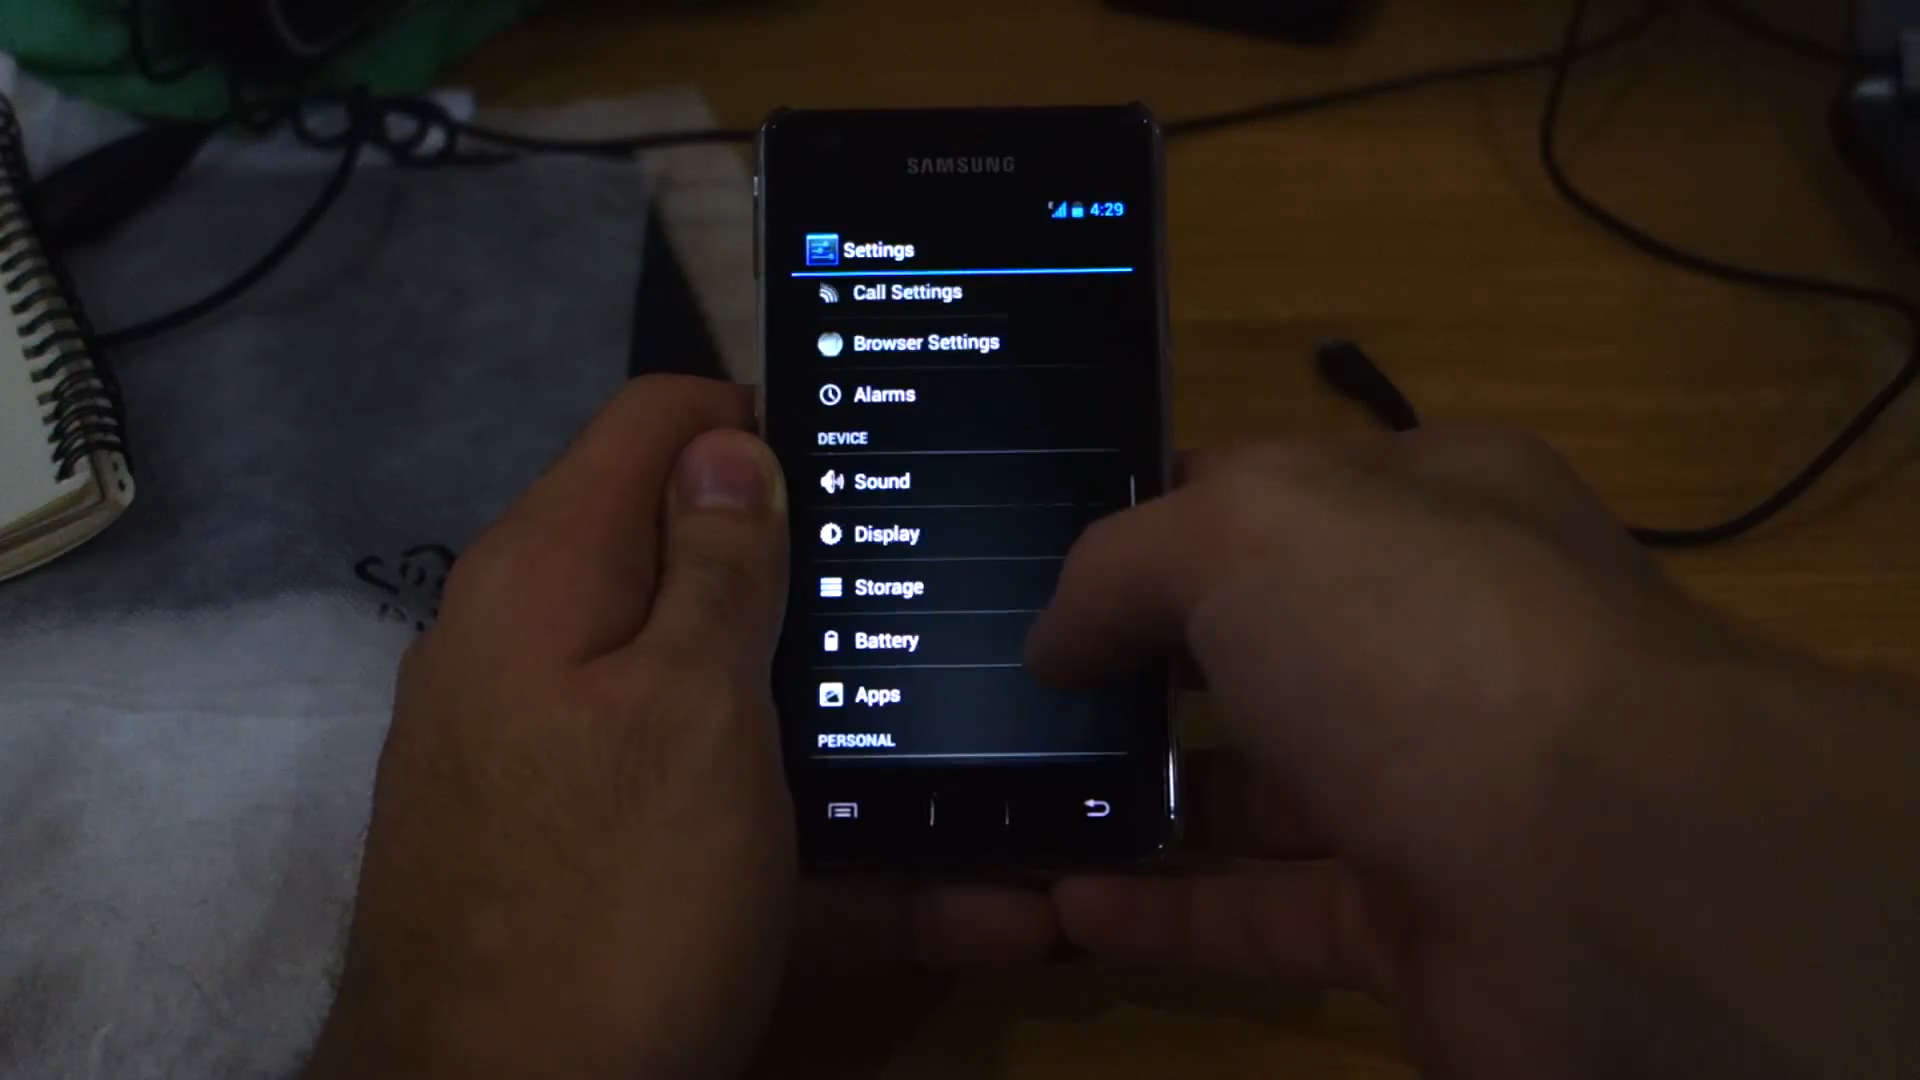 SAMSUNG
4:29
Settings
Call Settings
Browser Settings
Alarms
DEVICE
Sound
Display
Storage
Battery
Apps
PERSONAL